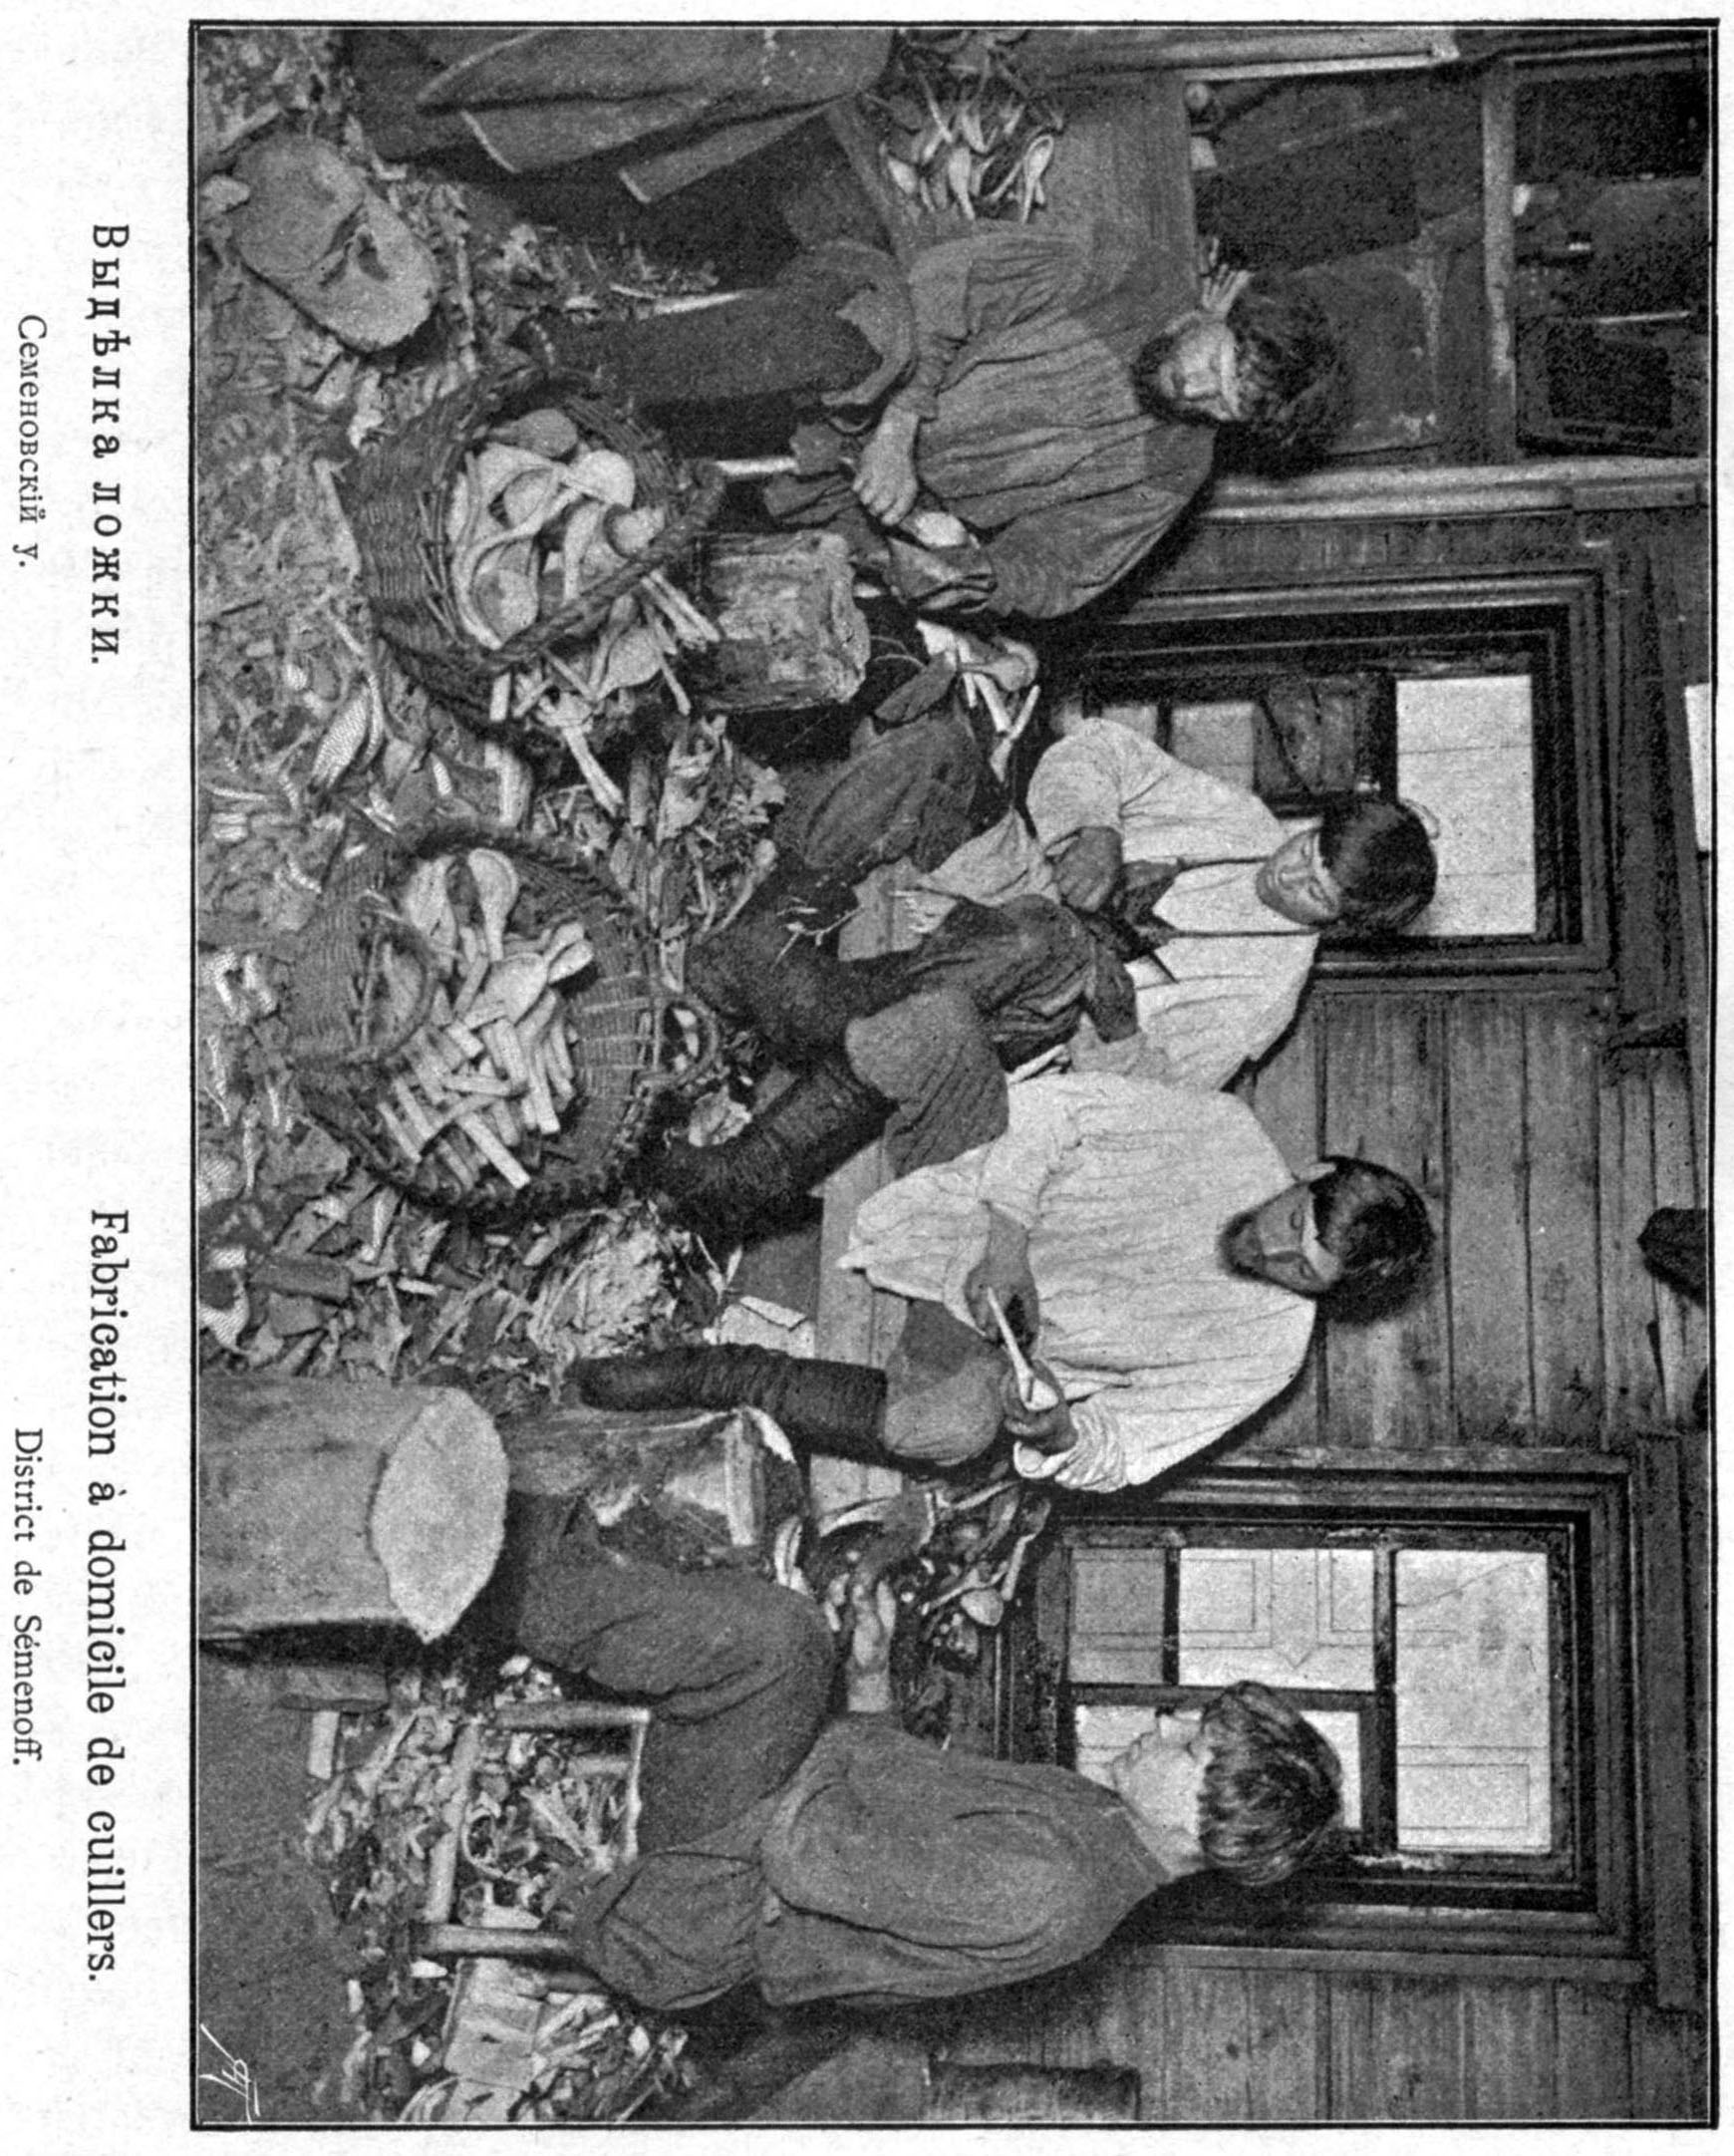 Выдѣлка ложки.
Семеновскій у.
Fabrication à domicile de cuillers.
District de Sémenoff.